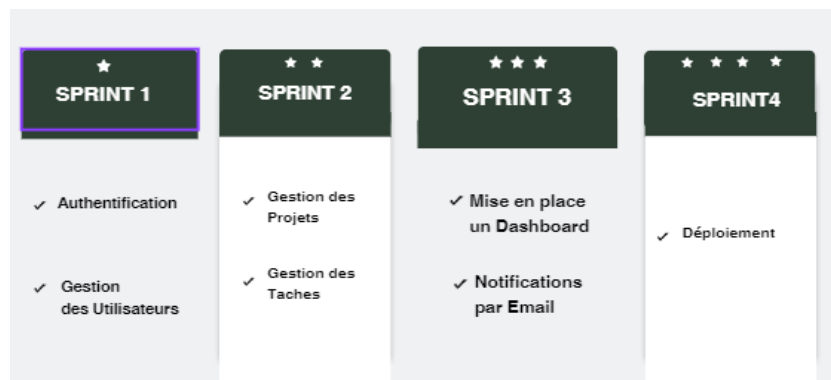 SPRINT 1
Authentification
Gestion
des Utilisateurs
SPRINT 2
Gestion des
Projets
Gestion des
Taches
SPRINT 3
Mise en place
un Dashboard
Notifications
par Email
SPRINT4
Déploiement